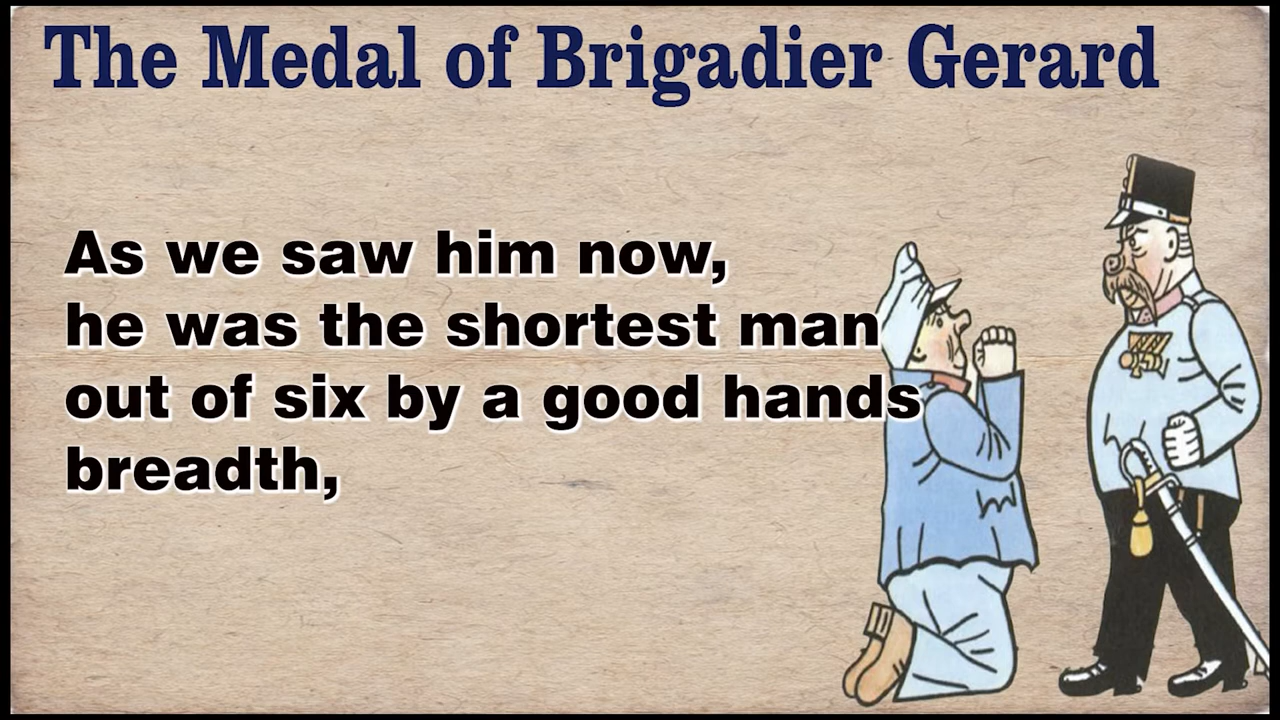 The Medal of Brigadier Gerard
As we saw him now,
he was the shortest man
out of six by a good hands
breadth,